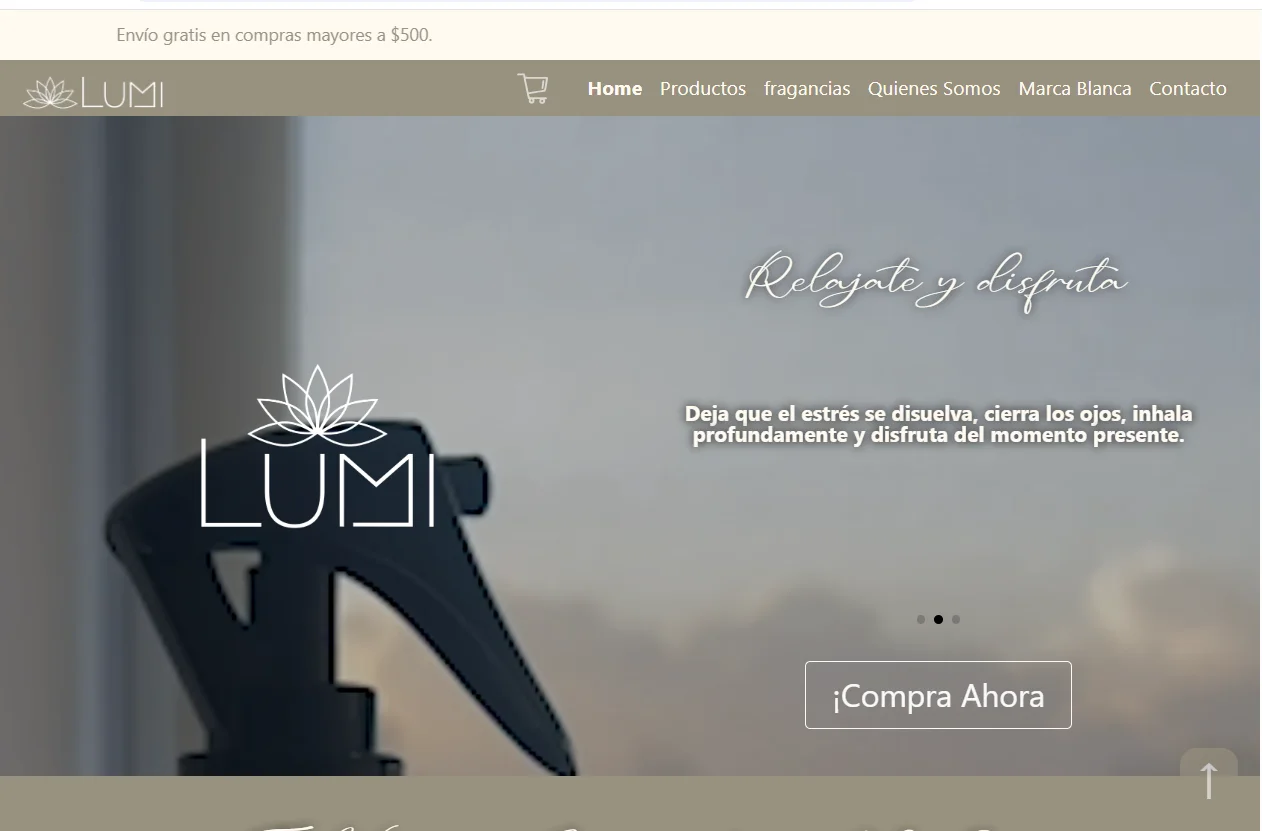 Envío gratis en compras mayores a $500.
LUMI
Home Productos fragancias Quienes Somos Marca Blanca Contacto
Relajate y disfruta
LUMI
Deja que el estrés se disuelva, cierra los ojos, inhala
profundamente y disfruta del momento presente.
¡Compra Ahora